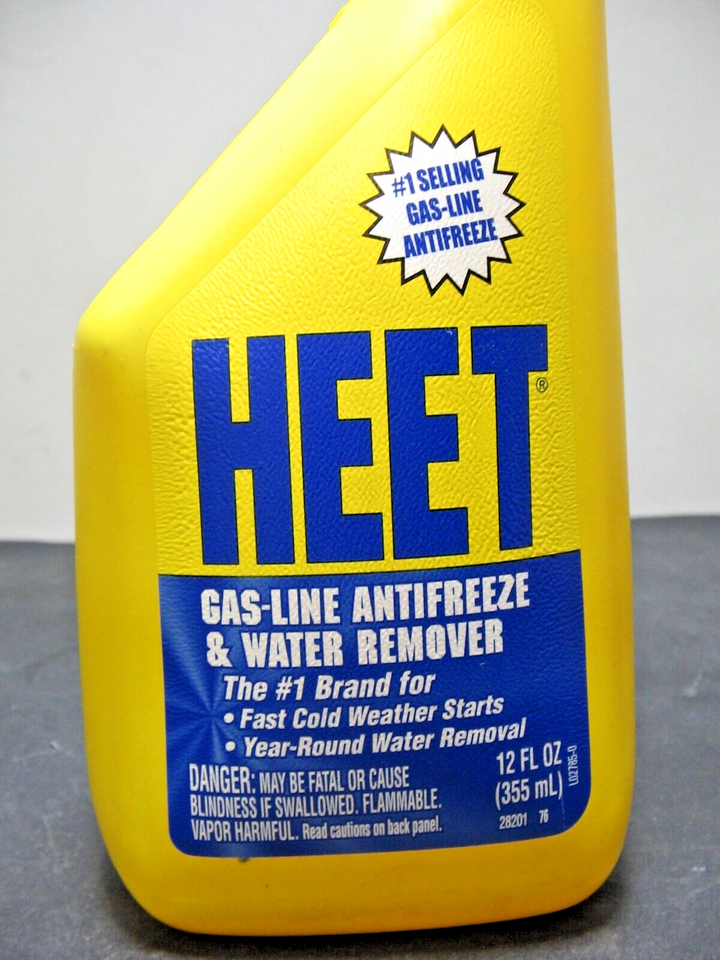 #1 SELLING
GAS-LINE
ANTIFREEZE
HEET®
GAS-LINE ANTIFREEZE
& WATER REMOVER
The #1 Brand for
• Fast Cold Weather Starts
• Year-Round Water Removal
DANGER: MAY BE FATAL OR CAUSE
BLINDNESS IF SWALLOWED. FLAMMABLE.
VAPOR HARMFUL. Read cautions on back panel.
12 FL OZ
(355 mL)
28201 76
L02765-0